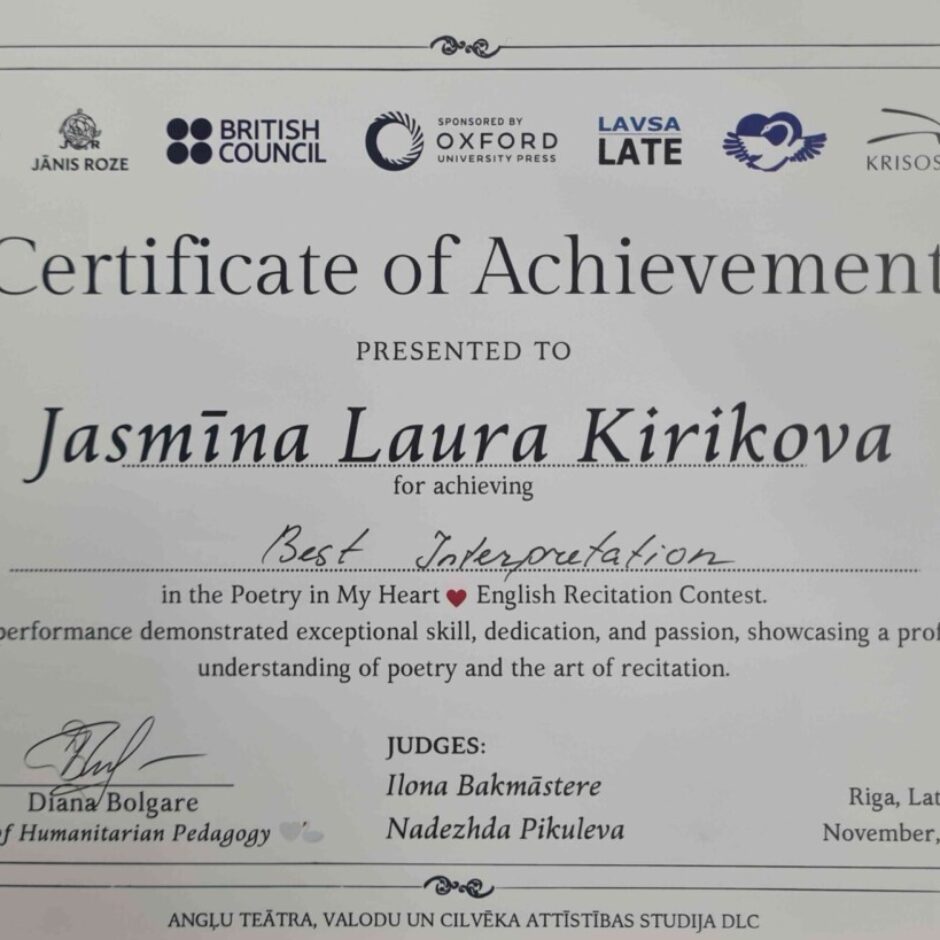 JĀNIS ROZE
BRITISH COUNCIL
SPONSORED BY
OXFORD
UNIVERSITY PRESS
LAVSA
LATE
KRISOS
Certificate of Achievement
PRESENTED TO
Jasmīna Laura Kirikova
for achieving
Best Interpretation
in the Poetry in My Heart ❤ English Recitation Contest.
performance demonstrated exceptional skill, dedication, and passion, showcasing a
understanding of poetry and the art of recitation.
Diana Bolgare
of Humanitarian Pedagogy
JUDGES:
Ilona Bakmāstere
Nadezhda Pikuleva
Riga,
November,
ANGĻU TEĀTRA, VALODU UN CILVĒKA ATTĪSTĪBAS STUDIJA DLC